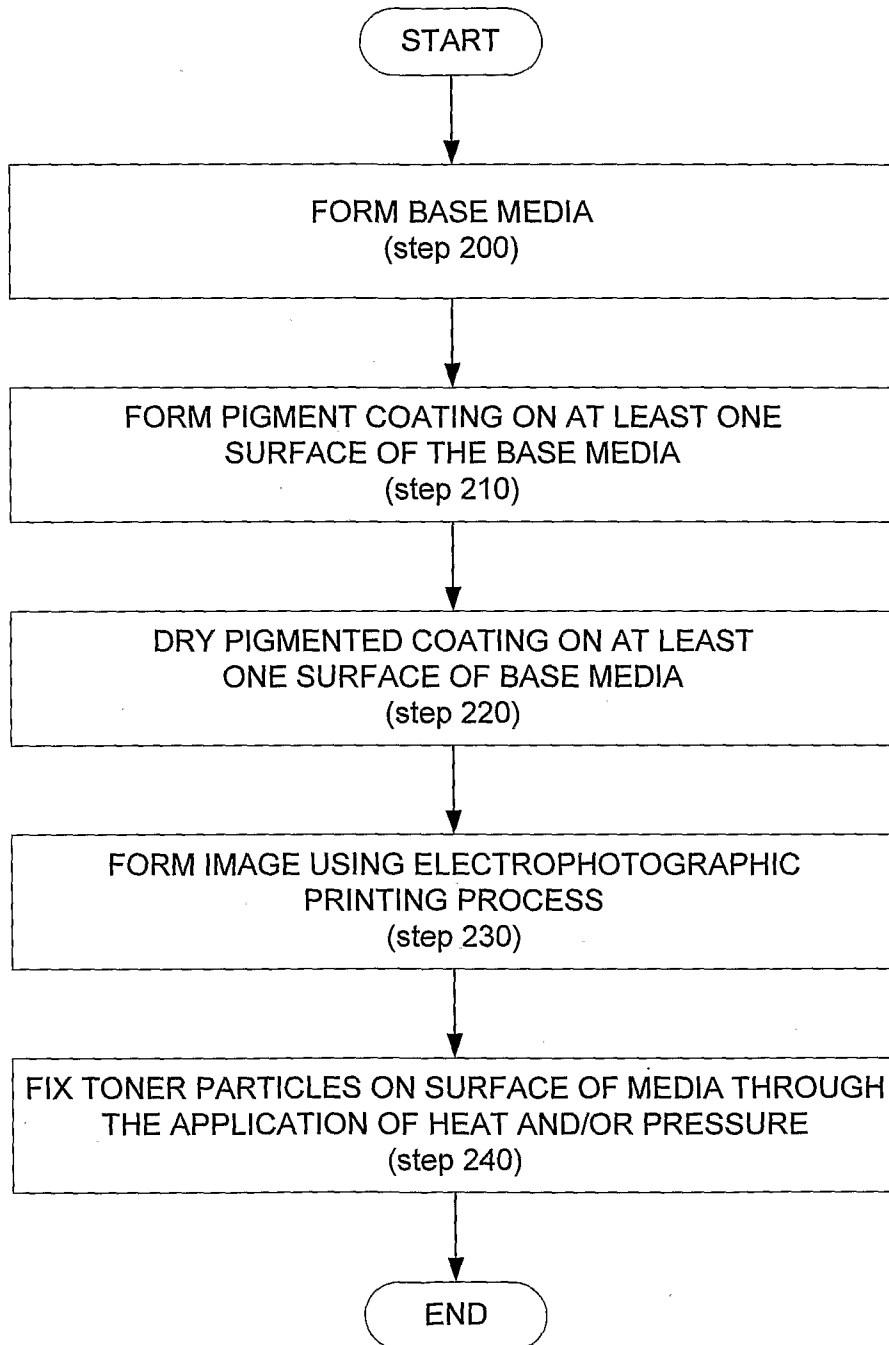 START
FORM BASE MEDIA
(step 200)
FORM PIGMENT COATING ON AT LEAST ONE
SURFACE OF THE BASE MEDIA
(step 210)
DRY PIGMENTED COATING ON AT LEAST
ONE SURFACE OF BASE MEDIA
(step 220)
FORM IMAGE USING ELECTROPHOTOGRAPHIC
PRINTING PROCESS
(step 230)
FIX TONER PARTICLES ON SURFACE OF MEDIA THROUGH
THE APPLICATION OF HEAT AND/OR PRESSURE
(step 240)
END